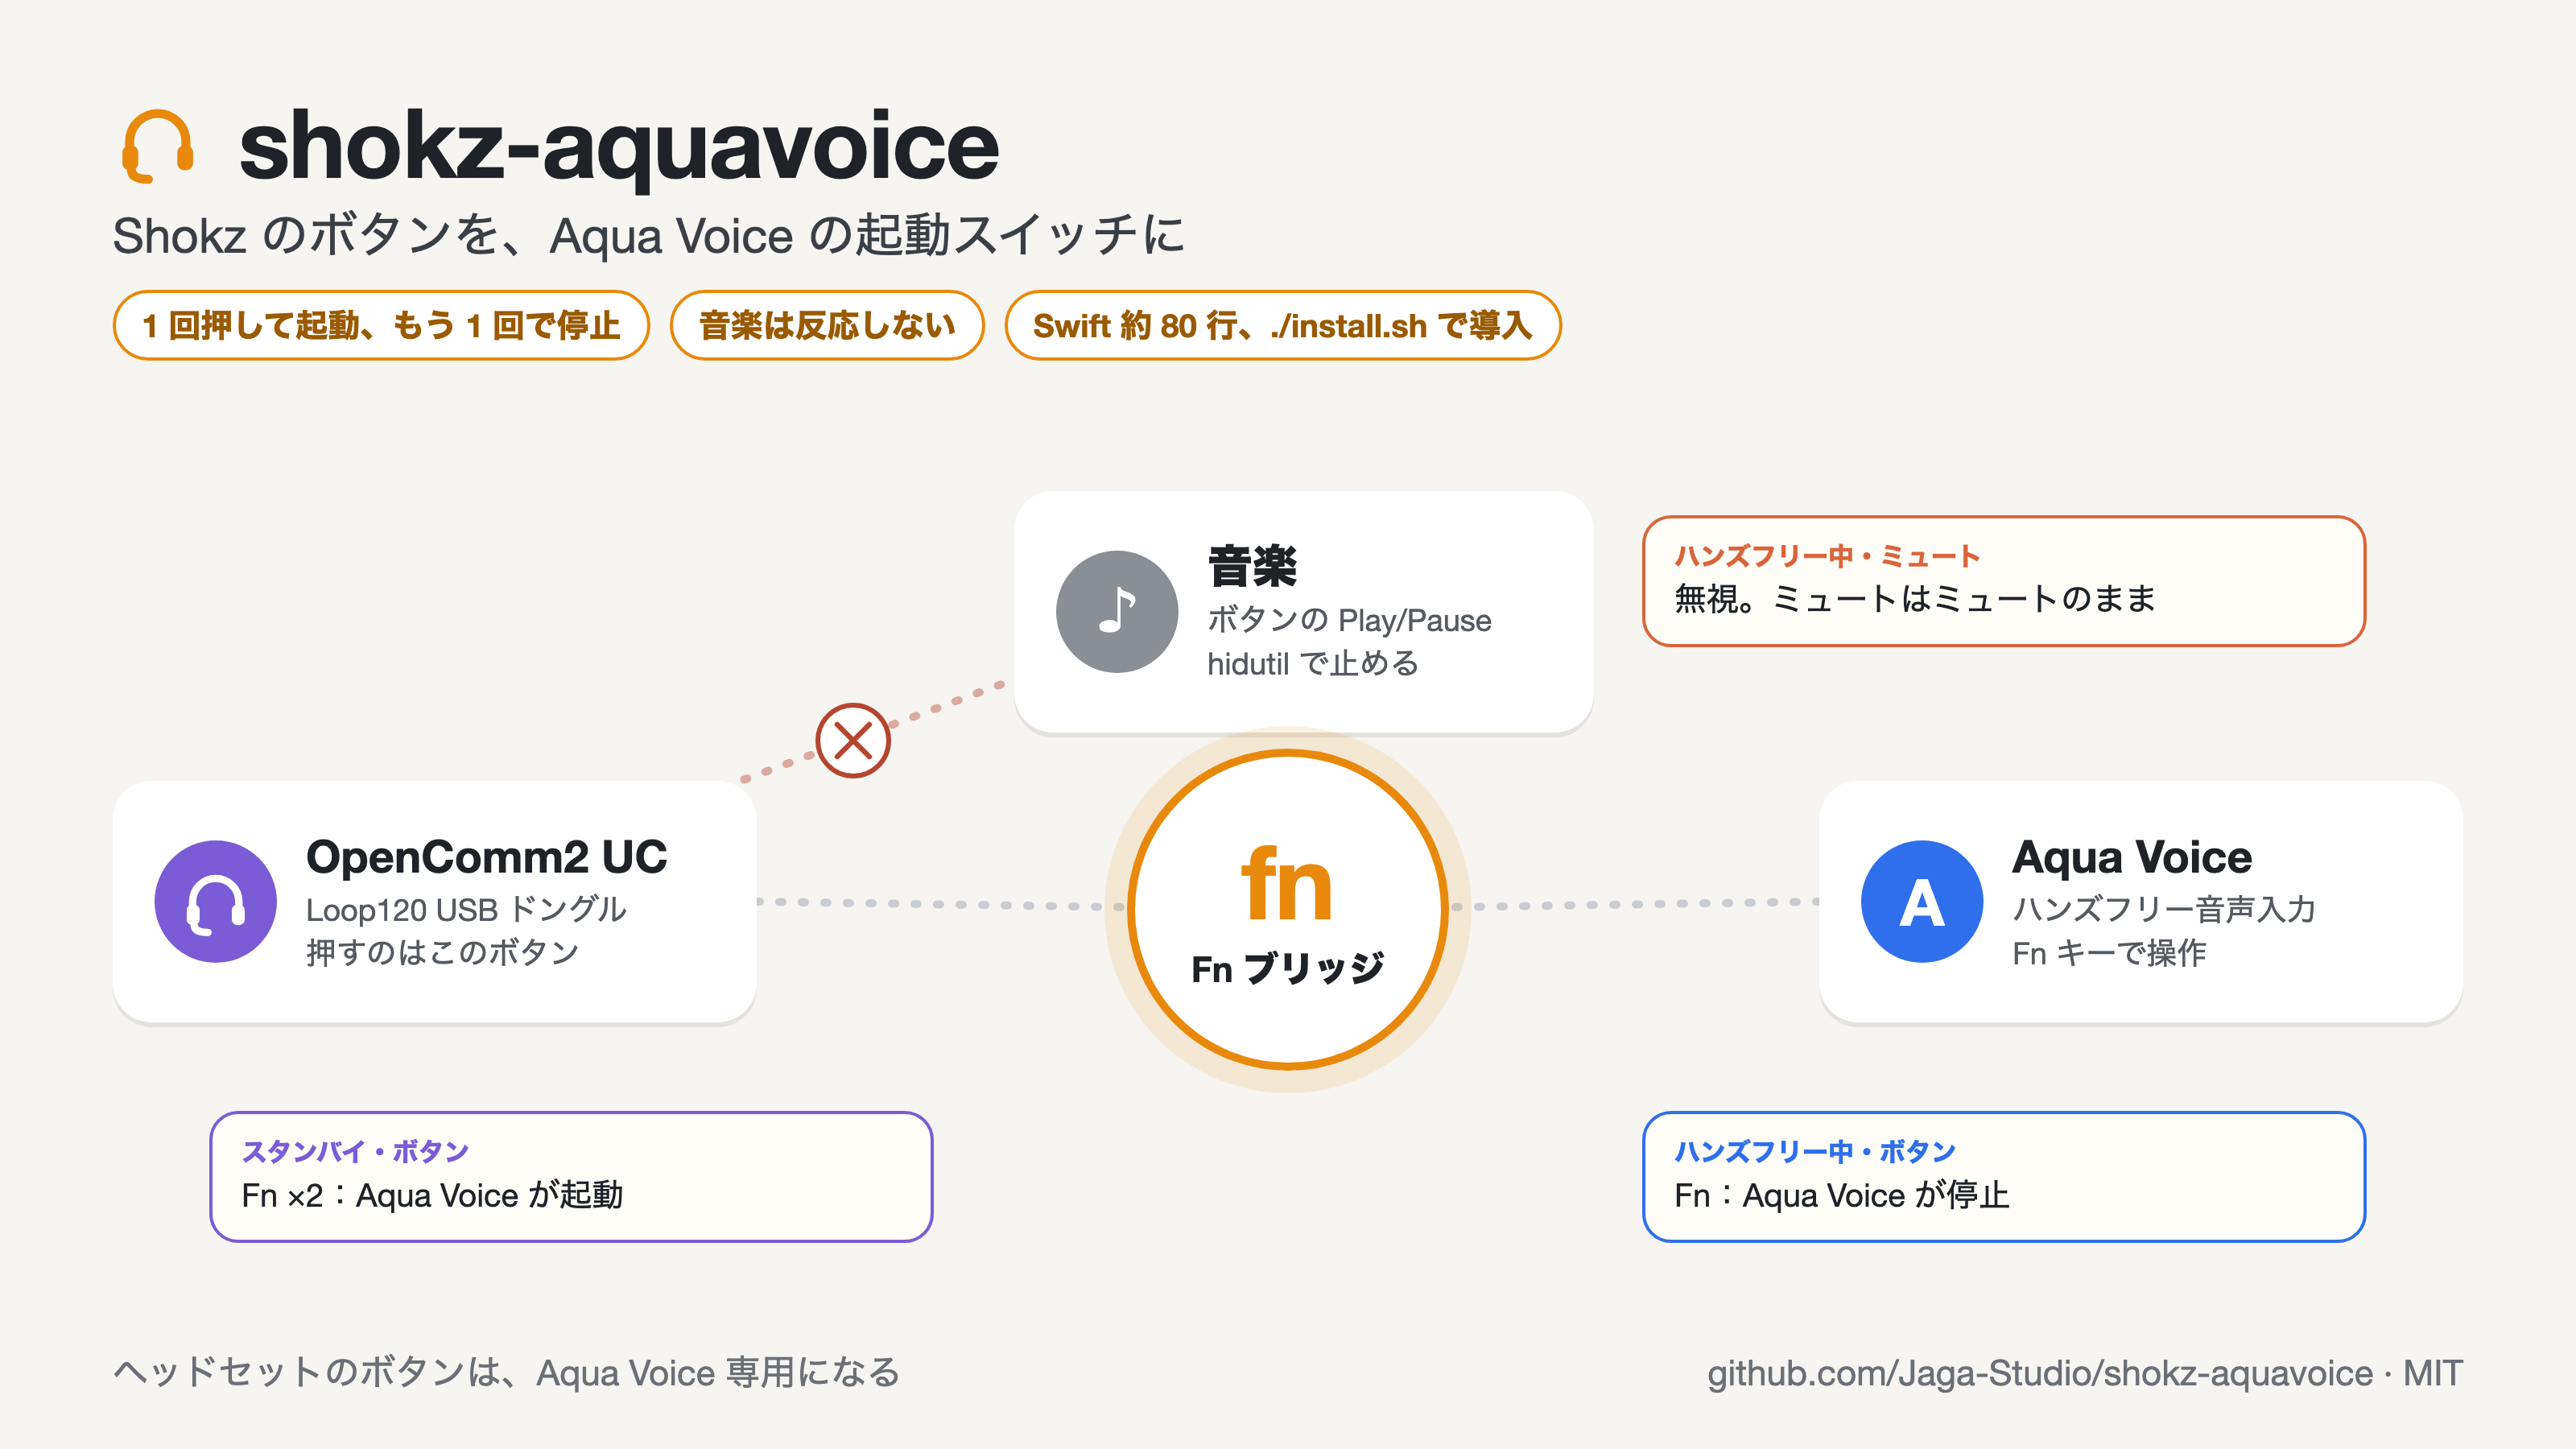 shokz-aquavoice
Shokz のボタンを、Aqua Voice の起動スイッチに
1 回押して起動、もう 1 回で停止
音楽は反応しない
Swift 約 80 行、./install.sh で導入
音楽
ボタンの Play/Pause
hidutil で止める
ハンズフリー中・ミュート
無視。ミュートはミュートのまま
OpenComm2 UC
Loop120 USB ドングル
押すのはこのボタン
fn
Fn ブリッジ
A
Aqua Voice
ハンズフリー音声入力
Fn キーで操作
スタンバイ・ボタン
Fn ×2：Aqua Voice が起動
ハンズフリー中・ボタン
Fn：Aqua Voice が停止
ヘッドセットのボタンは、Aqua Voice 専用になる
github.com/Jaga-Studio/shokz-aquavoice · MIT